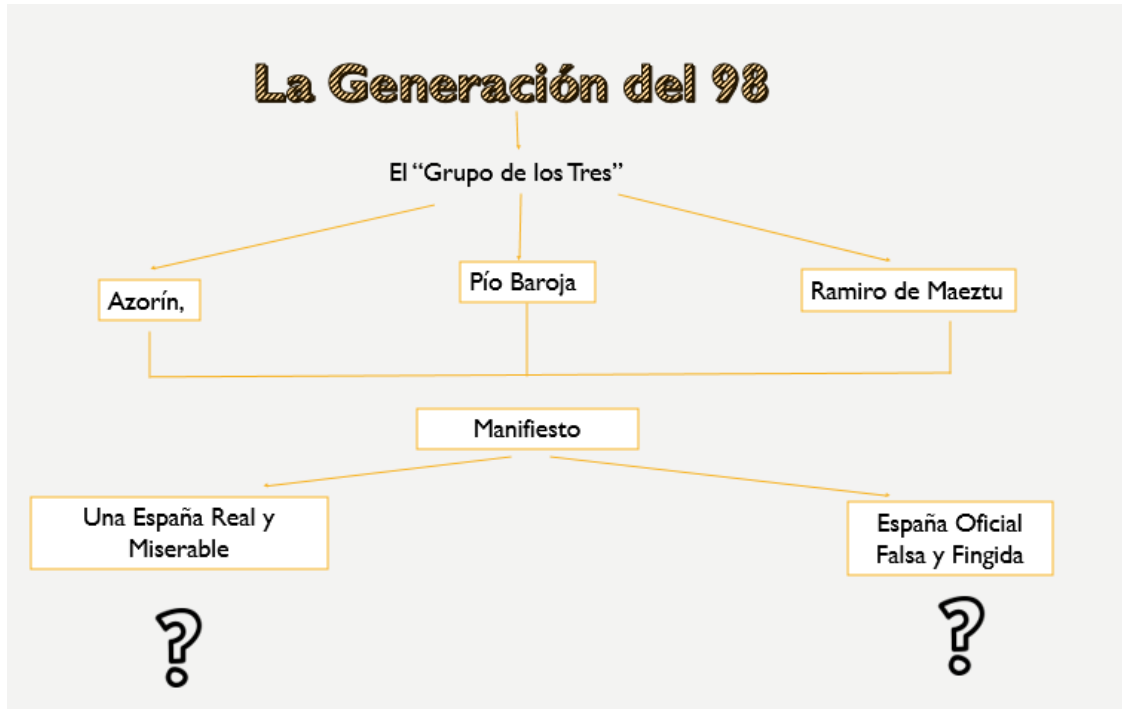 La Generación del 98
El “Grupo de los Tres”
Azorín,
Pío Baroja
Ramiro de Maeztu
Manifiesto
Una España Real y
Miserable
España Oficial
Falsa y Fingida
?
?